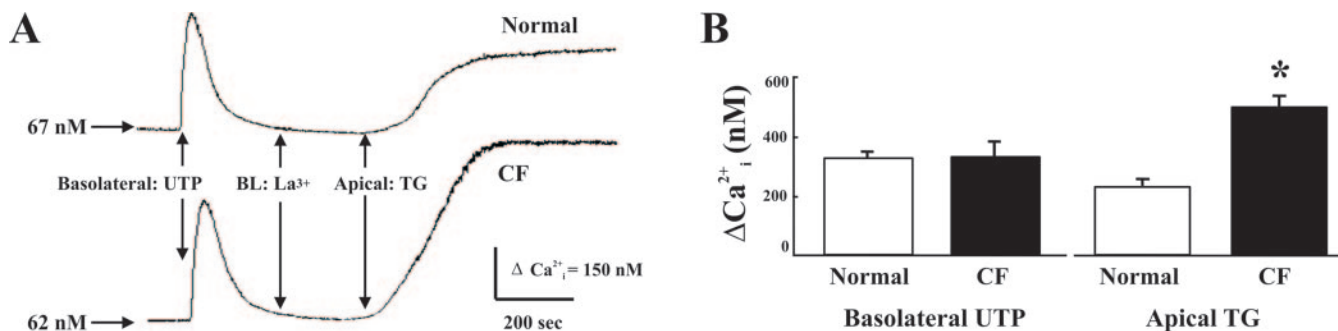 A
Normal
67 nM
Basolateral: UTP
BL: La³⁺
Apical: TG
CF
Δ Ca²⁺ᵢ = 150 nM
200 sec
62 nM
B
ΔCa²⁺ᵢ (nM)
600
400
200
0
*
Normal
CF
Normal
CF
Basolateral UTP
Apical TG